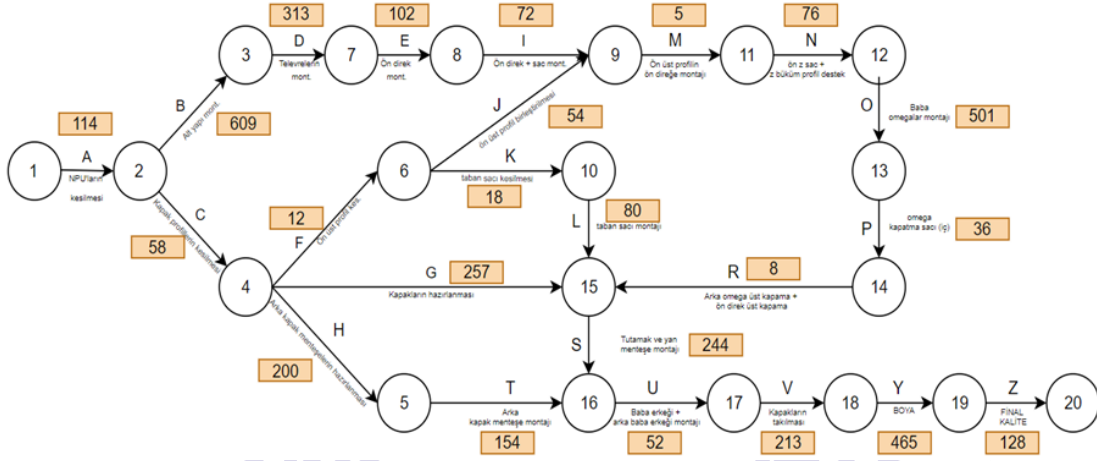 313
102
72
5
76
3
D
7
E
8
I
9
M
11
N
12
Televrelerin
mont.
Ön direk
mont.
Ön direk + sac mont.
Ön üst profilin
ön direğe montajı
ön z sac +
z büküm profil destek
B
Alt yapı mont.
609
J
ön üst profil birleştirilmesi
54
O
Baba
omegalar montajı
501
114
1
A
2
NPU'ların
kesilmesi
6
K
10
13
taban sacı kesilmesi
18
C
Kapak profillerin kesilmesi
58
12
F
Ön üst profil kes.
L
80
taban sacı montajı
P
omega
kapatma sacı (iç)
36
4
G
257
Kapakların hazırlanması
15
R
8
Arka omega üst kapama +
ön direk üst kapama
14
H
Arka kapak menteşelerin hazırlanması
200
S
Tutamak ve yan
menteşe montajı
244
5
T
16
U
17
V
18
Y
19
Z
20
Arka
kapak menteşe montajı
Baba erkeği +
arka baba erkeği montajı
Kapakların
takılması
BOYA
FİNAL
KALİTE
154
52
213
465
128